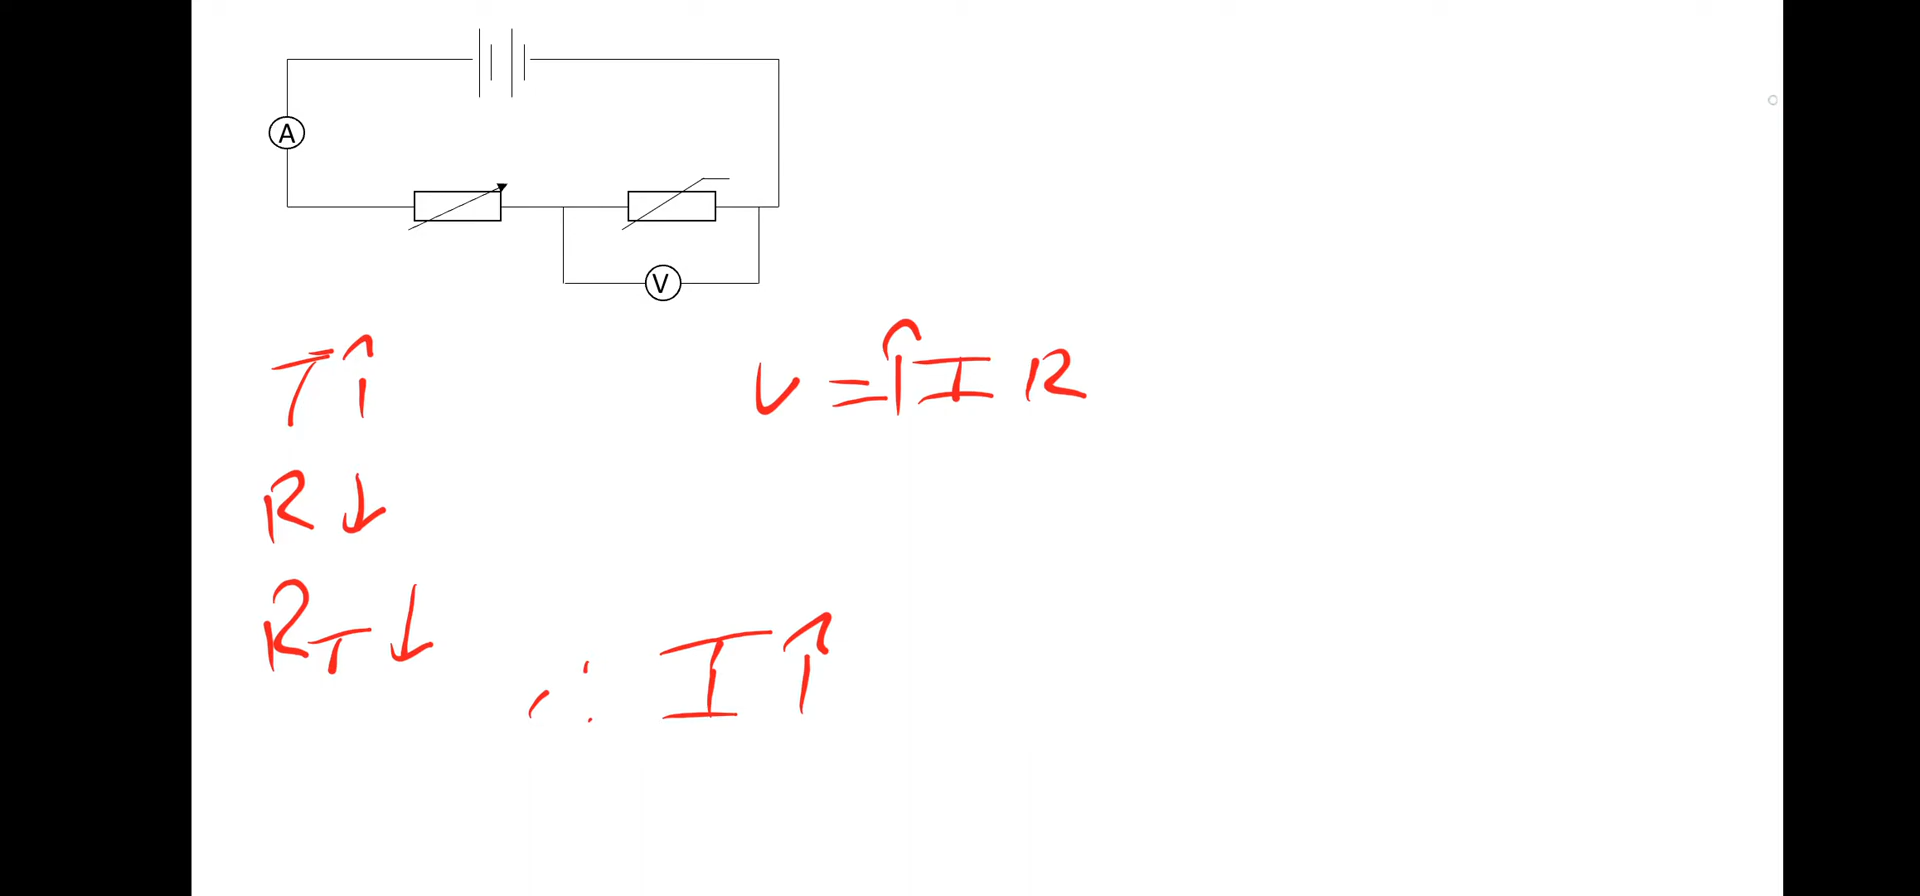 A
V
T↑
V = ↑I R
R↓
R_T↓
∴ I↑